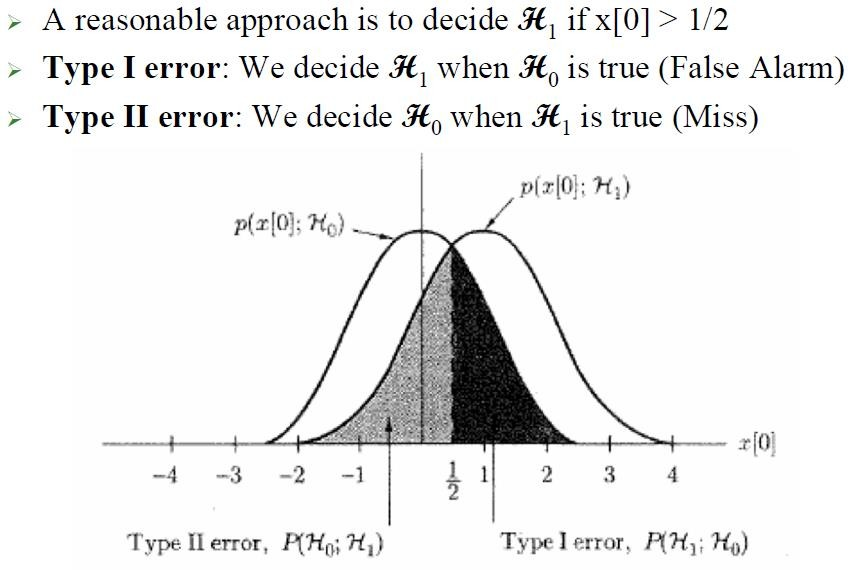 ➢ A reasonable approach is to decide ℋ₁ if x[0] > 1/2
➢ Type I error: We decide ℋ₁ when ℋ₀ is true (False Alarm)
➢ Type II error: We decide ℋ₀ when ℋ₁ is true (Miss)
p(x[0]; ℋ₁)
p(x[0]; ℋ₀)
x[0]
−4 −3 −2 −1 1/2 1 2 3 4
Type II error, P(ℋ₀; ℋ₁) Type I error, P(ℋ₁; ℋ₀)